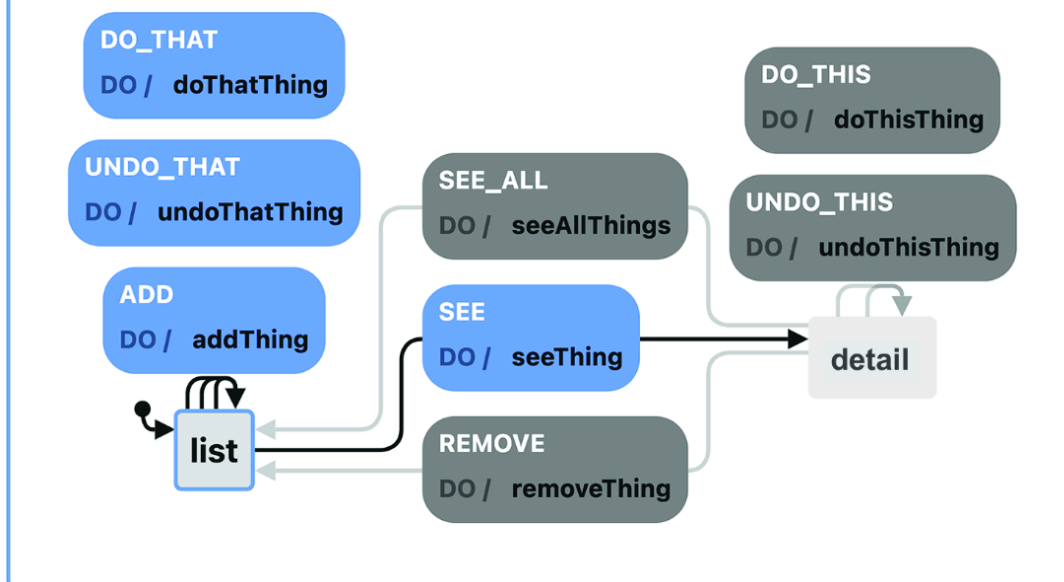 DO_THAT
DO / doThatThing
UNDO_THAT
DO / undoThatThing
ADD
DO / addThing
list
SEE_ALL
DO / seeAllThings
SEE
DO / seeThing
REMOVE
DO / removeThing
DO_THIS
DO / doThisThing
UNDO_THIS
DO / undoThisThing
detail